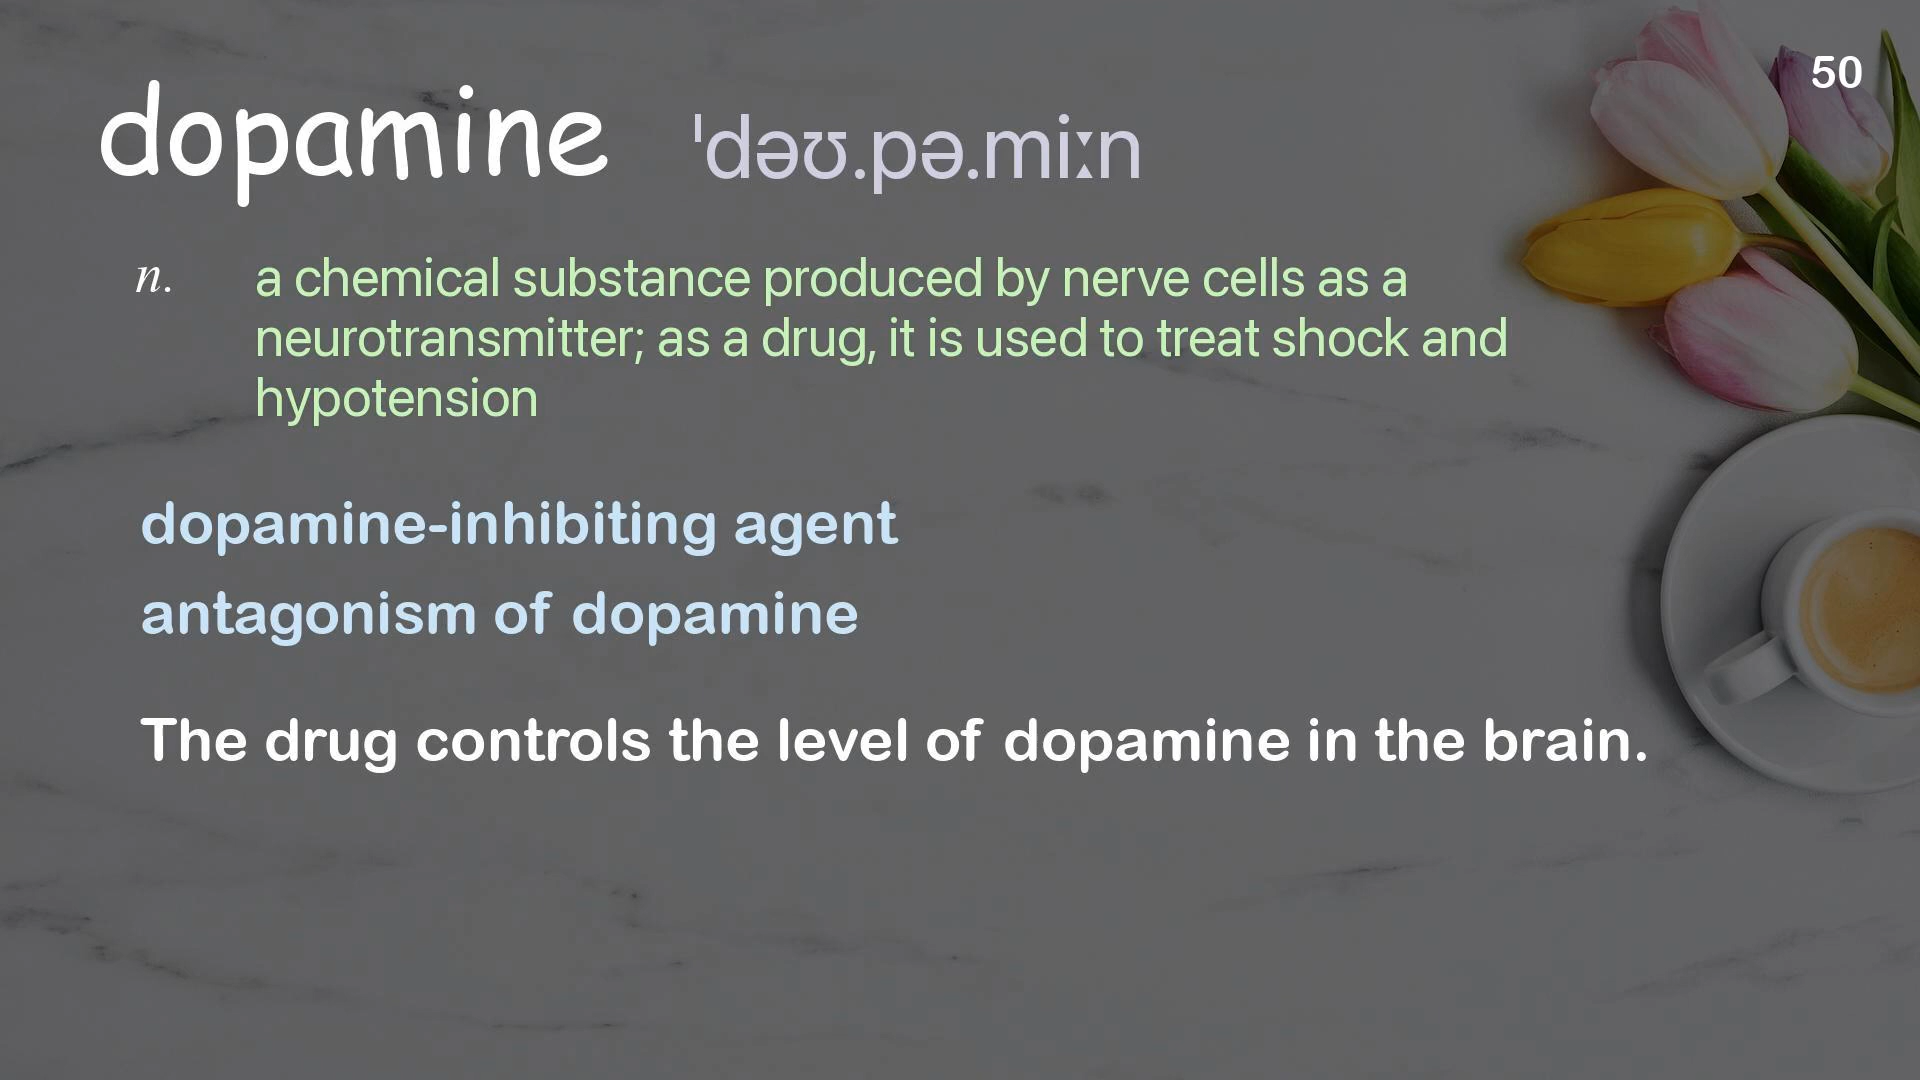 50
dopamine ˈdəʊ.pə.miːn
n. a chemical substance produced by nerve cells as a
neurotransmitter; as a drug, it is used to treat shock and
hypotension
dopamine-inhibiting agent
antagonism of dopamine
The drug controls the level of dopamine in the brain.